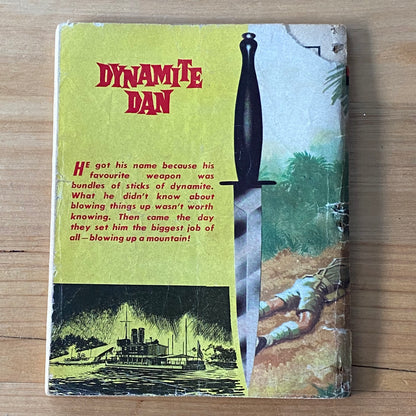 DYNAMITE
DAN
HE got his name because his
favourite weapon was
bundles of sticks of dynamite.
What he didn't know about
blowing things up wasn't worth
knowing. Then came the day
they set him the biggest job of
all—blowing up a mountain!